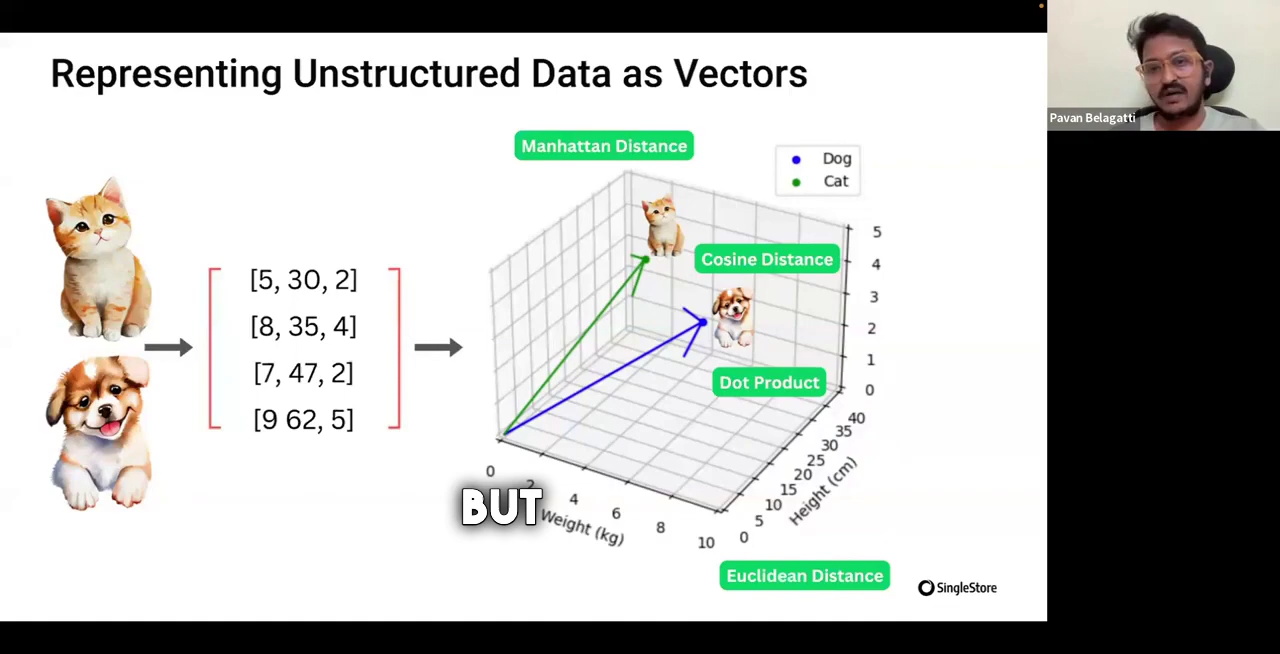 Representing Unstructured Data as Vectors
Pavan Belagatti
Manhattan Distance
Dog
Cat
[5, 30, 2]
[8, 35, 4]
[7, 47, 2]
[9 62, 5]
Cosine Distance
Dot Product
5
4
3
2
1
0
40
35
30
25
20
15
10
5
0
Height (cm)
0
2
4
6
8
10
Weight (kg)
BUT
Euclidean Distance
SingleStore